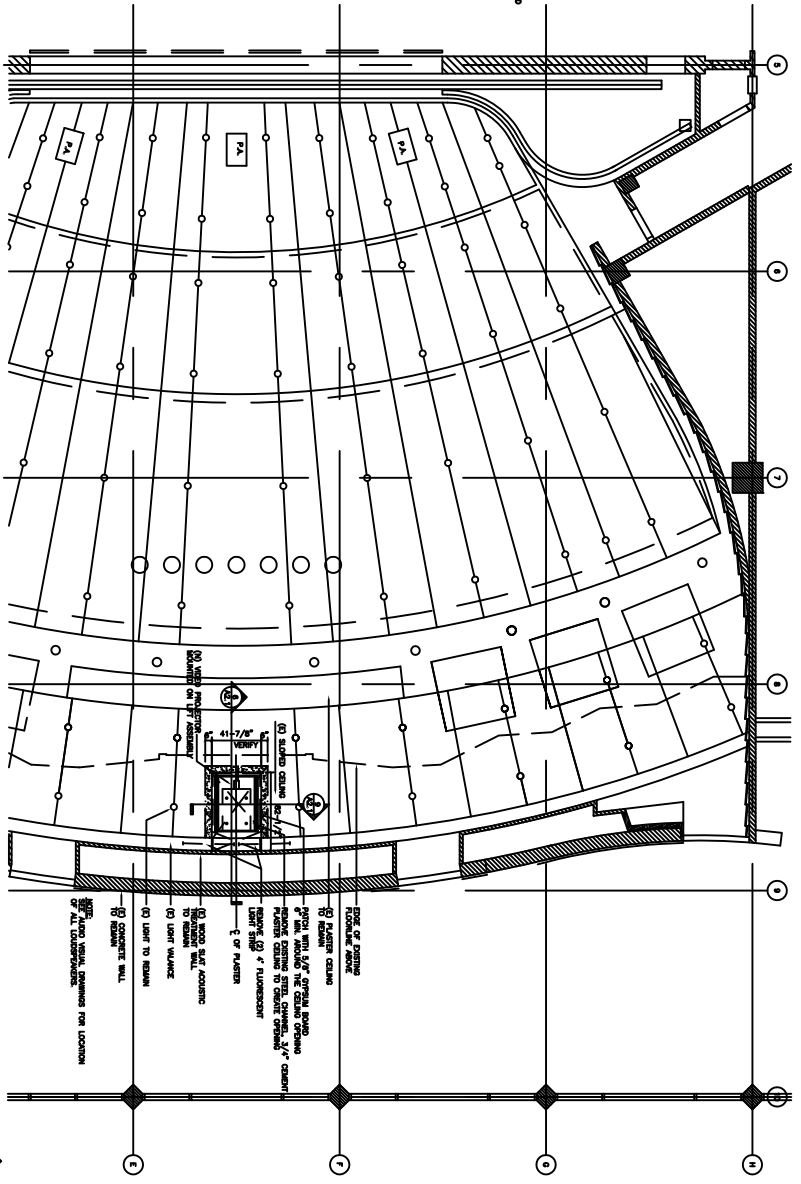 5
6
7
8
9
10
E
F
G
H
P.A.
P.A.
P.A.
(N) VIDEO PROJECTOR
MOUNTED ON LIFT ASSEMBLY
41-7/8"
VERIFY
6"
6"
(E) SLOPED CEILING
EDGE OF EXISTING
FLOORLINE ABOVE
(E) PLASTER CEILING
TO REMAIN
PATCH WITH 5/8" GYPSUM BOARD
6" MIN. AROUND THE CEILING OPENING
REMOVE EXISTING STEEL CHANNEL, 3/4" CEMENT
PLASTER CEILING TO CREATE OPENING
REMOVE (2) 4' FLUORESCENT
LIGHT STRIP
℄ OF PLASTER
(E) WOOD SLAT ACOUSTIC
TREATMENT WALL
TO REMAIN
(E) LIGHT VALANCE
(E) LIGHT TO REMAIN
(E) CONCRETE WALL
TO REMAIN
NOTE:
SEE AUDIO VISUAL DRAWINGS FOR LOCATION
OF ALL LOUDSPEAKERS.